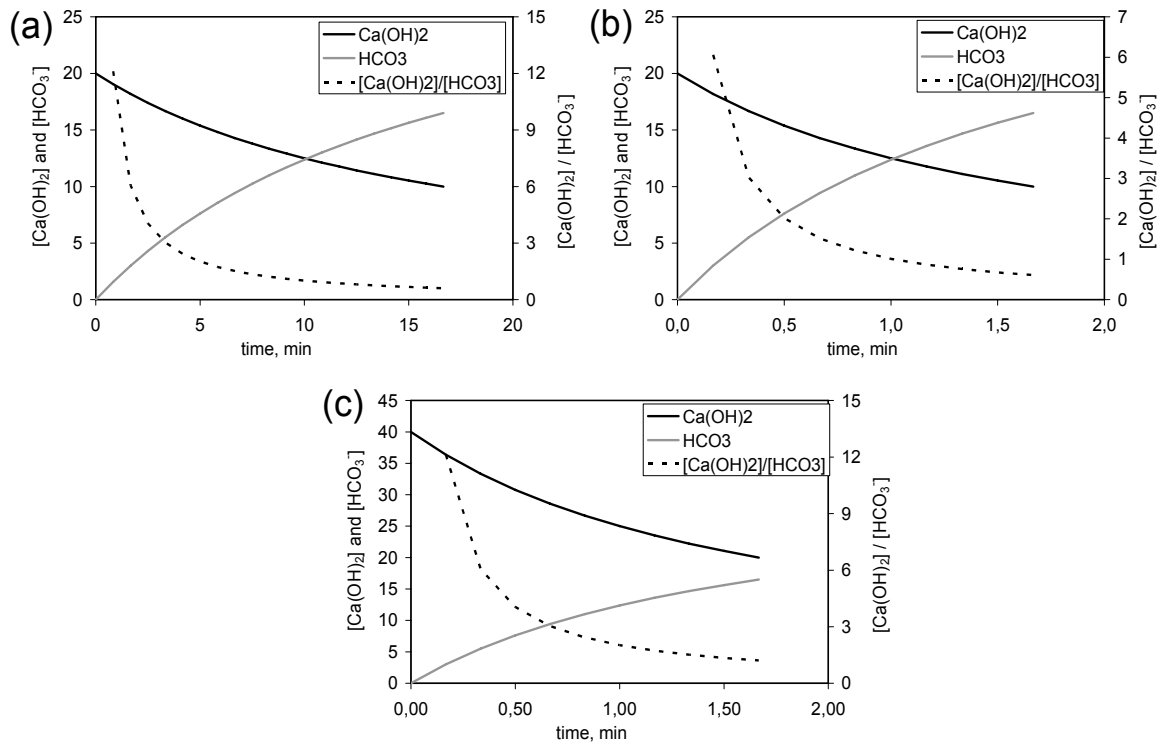 (a)
Ca(OH)2
HCO3
[Ca(OH)2]/[HCO3]
25
20
15
10
5
0
[Ca(OH)₂] and [HCO₃⁻]
15
12
9
6
3
0
[Ca(OH)₂] / [HCO₃⁻]
0 5 10 15 20
time, min
(b)
Ca(OH)2
HCO3
[Ca(OH)2]/[HCO3]
25
20
15
10
5
0
[Ca(OH)₂] and [HCO₃⁻]
7
6
5
4
3
2
1
0
[Ca(OH)₂] / [HCO₃⁻]
0,0 0,5 1,0 1,5 2,0
time, min
(c)
Ca(OH)2
HCO3
[Ca(OH)2]/[HCO3]
45
40
35
30
25
20
15
10
5
0
[Ca(OH)₂] and [HCO₃⁻]
15
12
9
6
3
0
[Ca(OH)₂] / [HCO₃⁻]
0,00 0,50 1,00 1,50 2,00
time, min